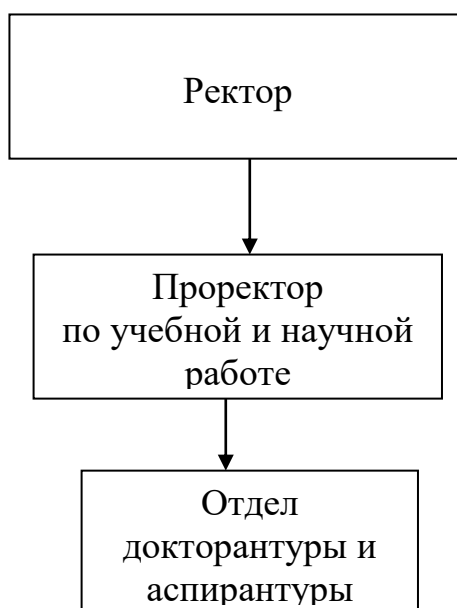 Ректор
Проректор
по учебной и научной
работе
Отдел
докторантуры и
аспирантуры